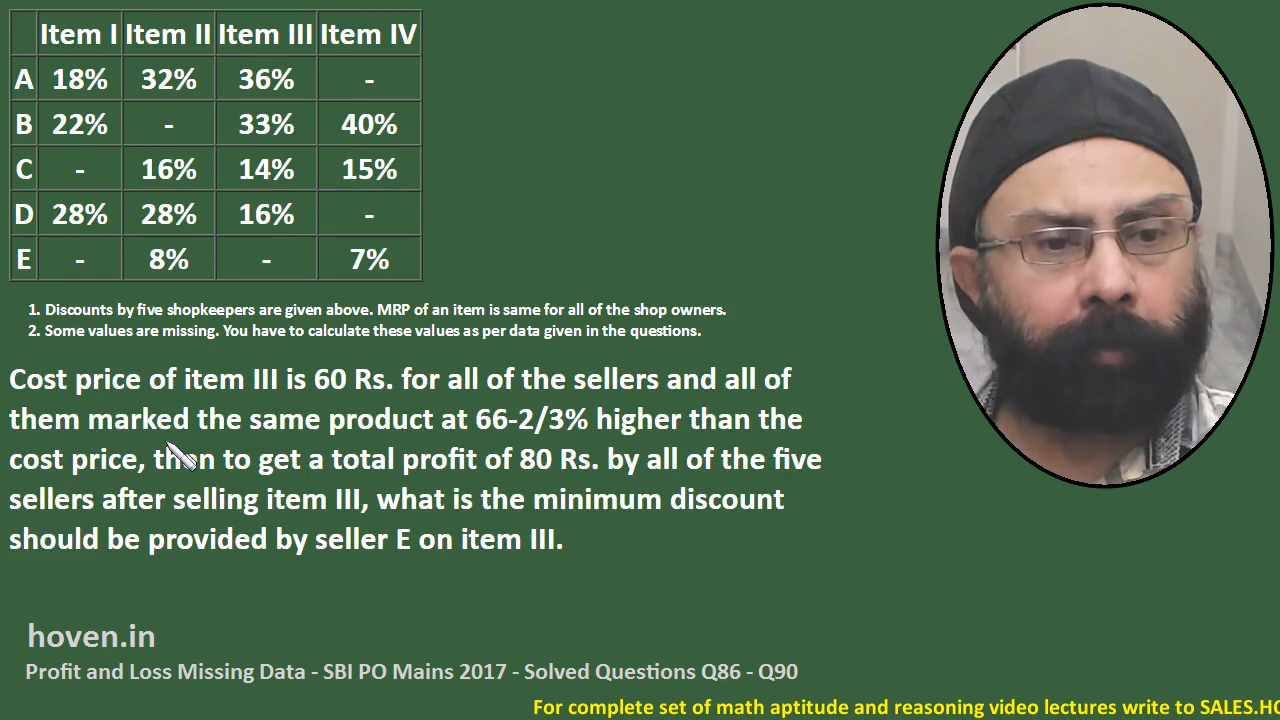 Item I Item II Item III Item IV
A 18% 32% 36% -
B 22% - 33% 40%
C - 16% 14% 15%
D 28% 28% 16% -
E - 8% - 7%
1. Discounts by five shopkeepers are given above. MRP of an item is same for all of the shop owners.
2. Some values are missing. You have to calculate these values as per data given in the questions.
Cost price of item III is 60 Rs. for all of the sellers and all of
them marked the same product at 66-2/3% higher than the
cost price, then to get a total profit of 80 Rs. by all of the five
sellers after selling item III, what is the minimum discount
should be provided by seller E on item III.
hoven.in
Profit and Loss Missing Data - SBI PO Mains 2017 - Solved Questions Q86 - Q90
For complete set of math aptitude and reasoning video lectures write to SALES.HO